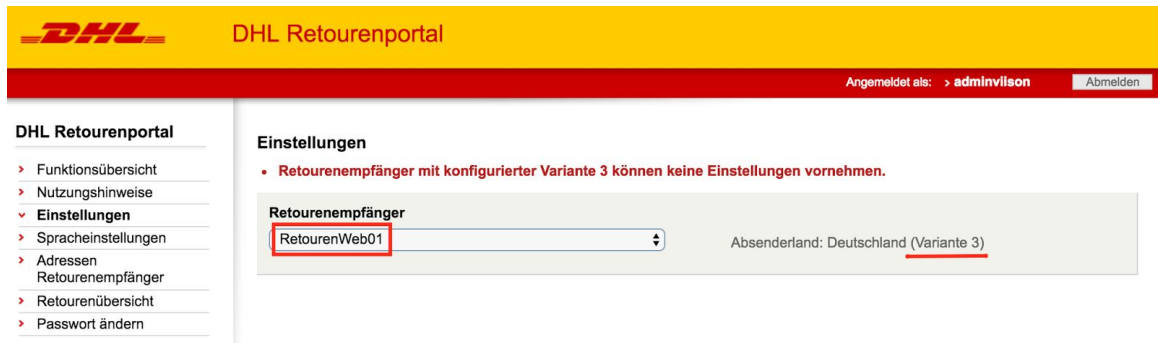 DHL
DHL Retourenportal
Angemeldet als: › adminviison
Abmelden
DHL Retourenportal
› Funktionsübersicht
› Nutzungshinweise
Einstellungen
› Spracheinstellungen
› Adressen
Retourenempfänger
› Retourenübersicht
› Passwort ändern
Einstellungen
• Retourenempfänger mit konfigurierter Variante 3 können keine Einstellungen vornehmen.
Retourenempfänger
RetourenWeb01
Absenderland: Deutschland (Variante 3)